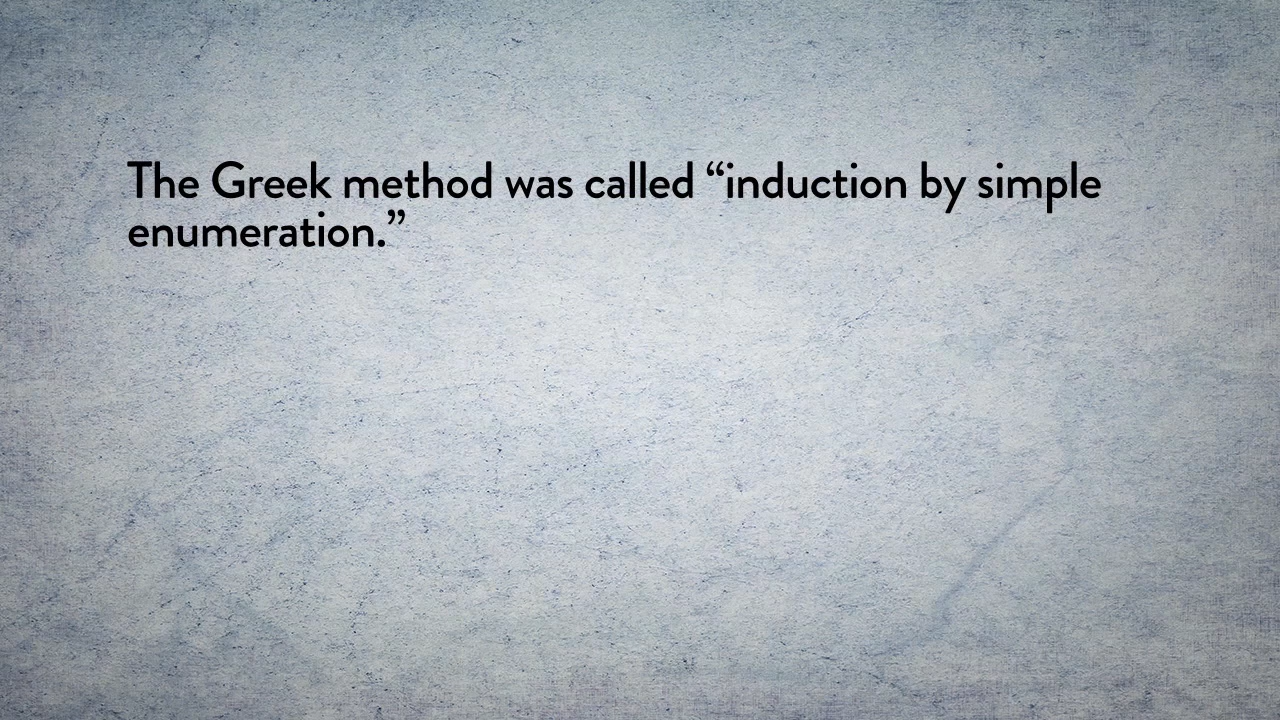 The Greek method was called “induction by simple
enumeration.”